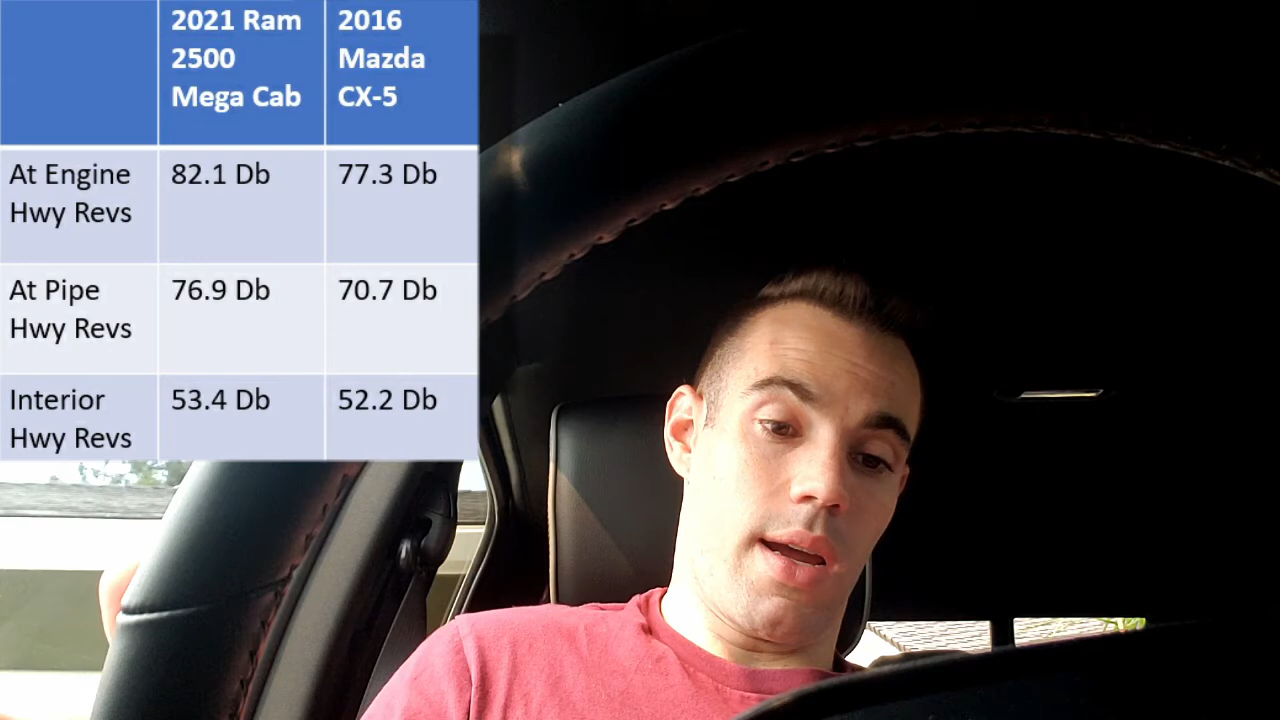 2021 Ram
2500
Mega Cab
2016
Mazda
CX-5
At Engine
Hwy Revs
82.1 Db
77.3 Db
At Pipe
Hwy Revs
76.9 Db
70.7 Db
Interior
Hwy Revs
53.4 Db
52.2 Db